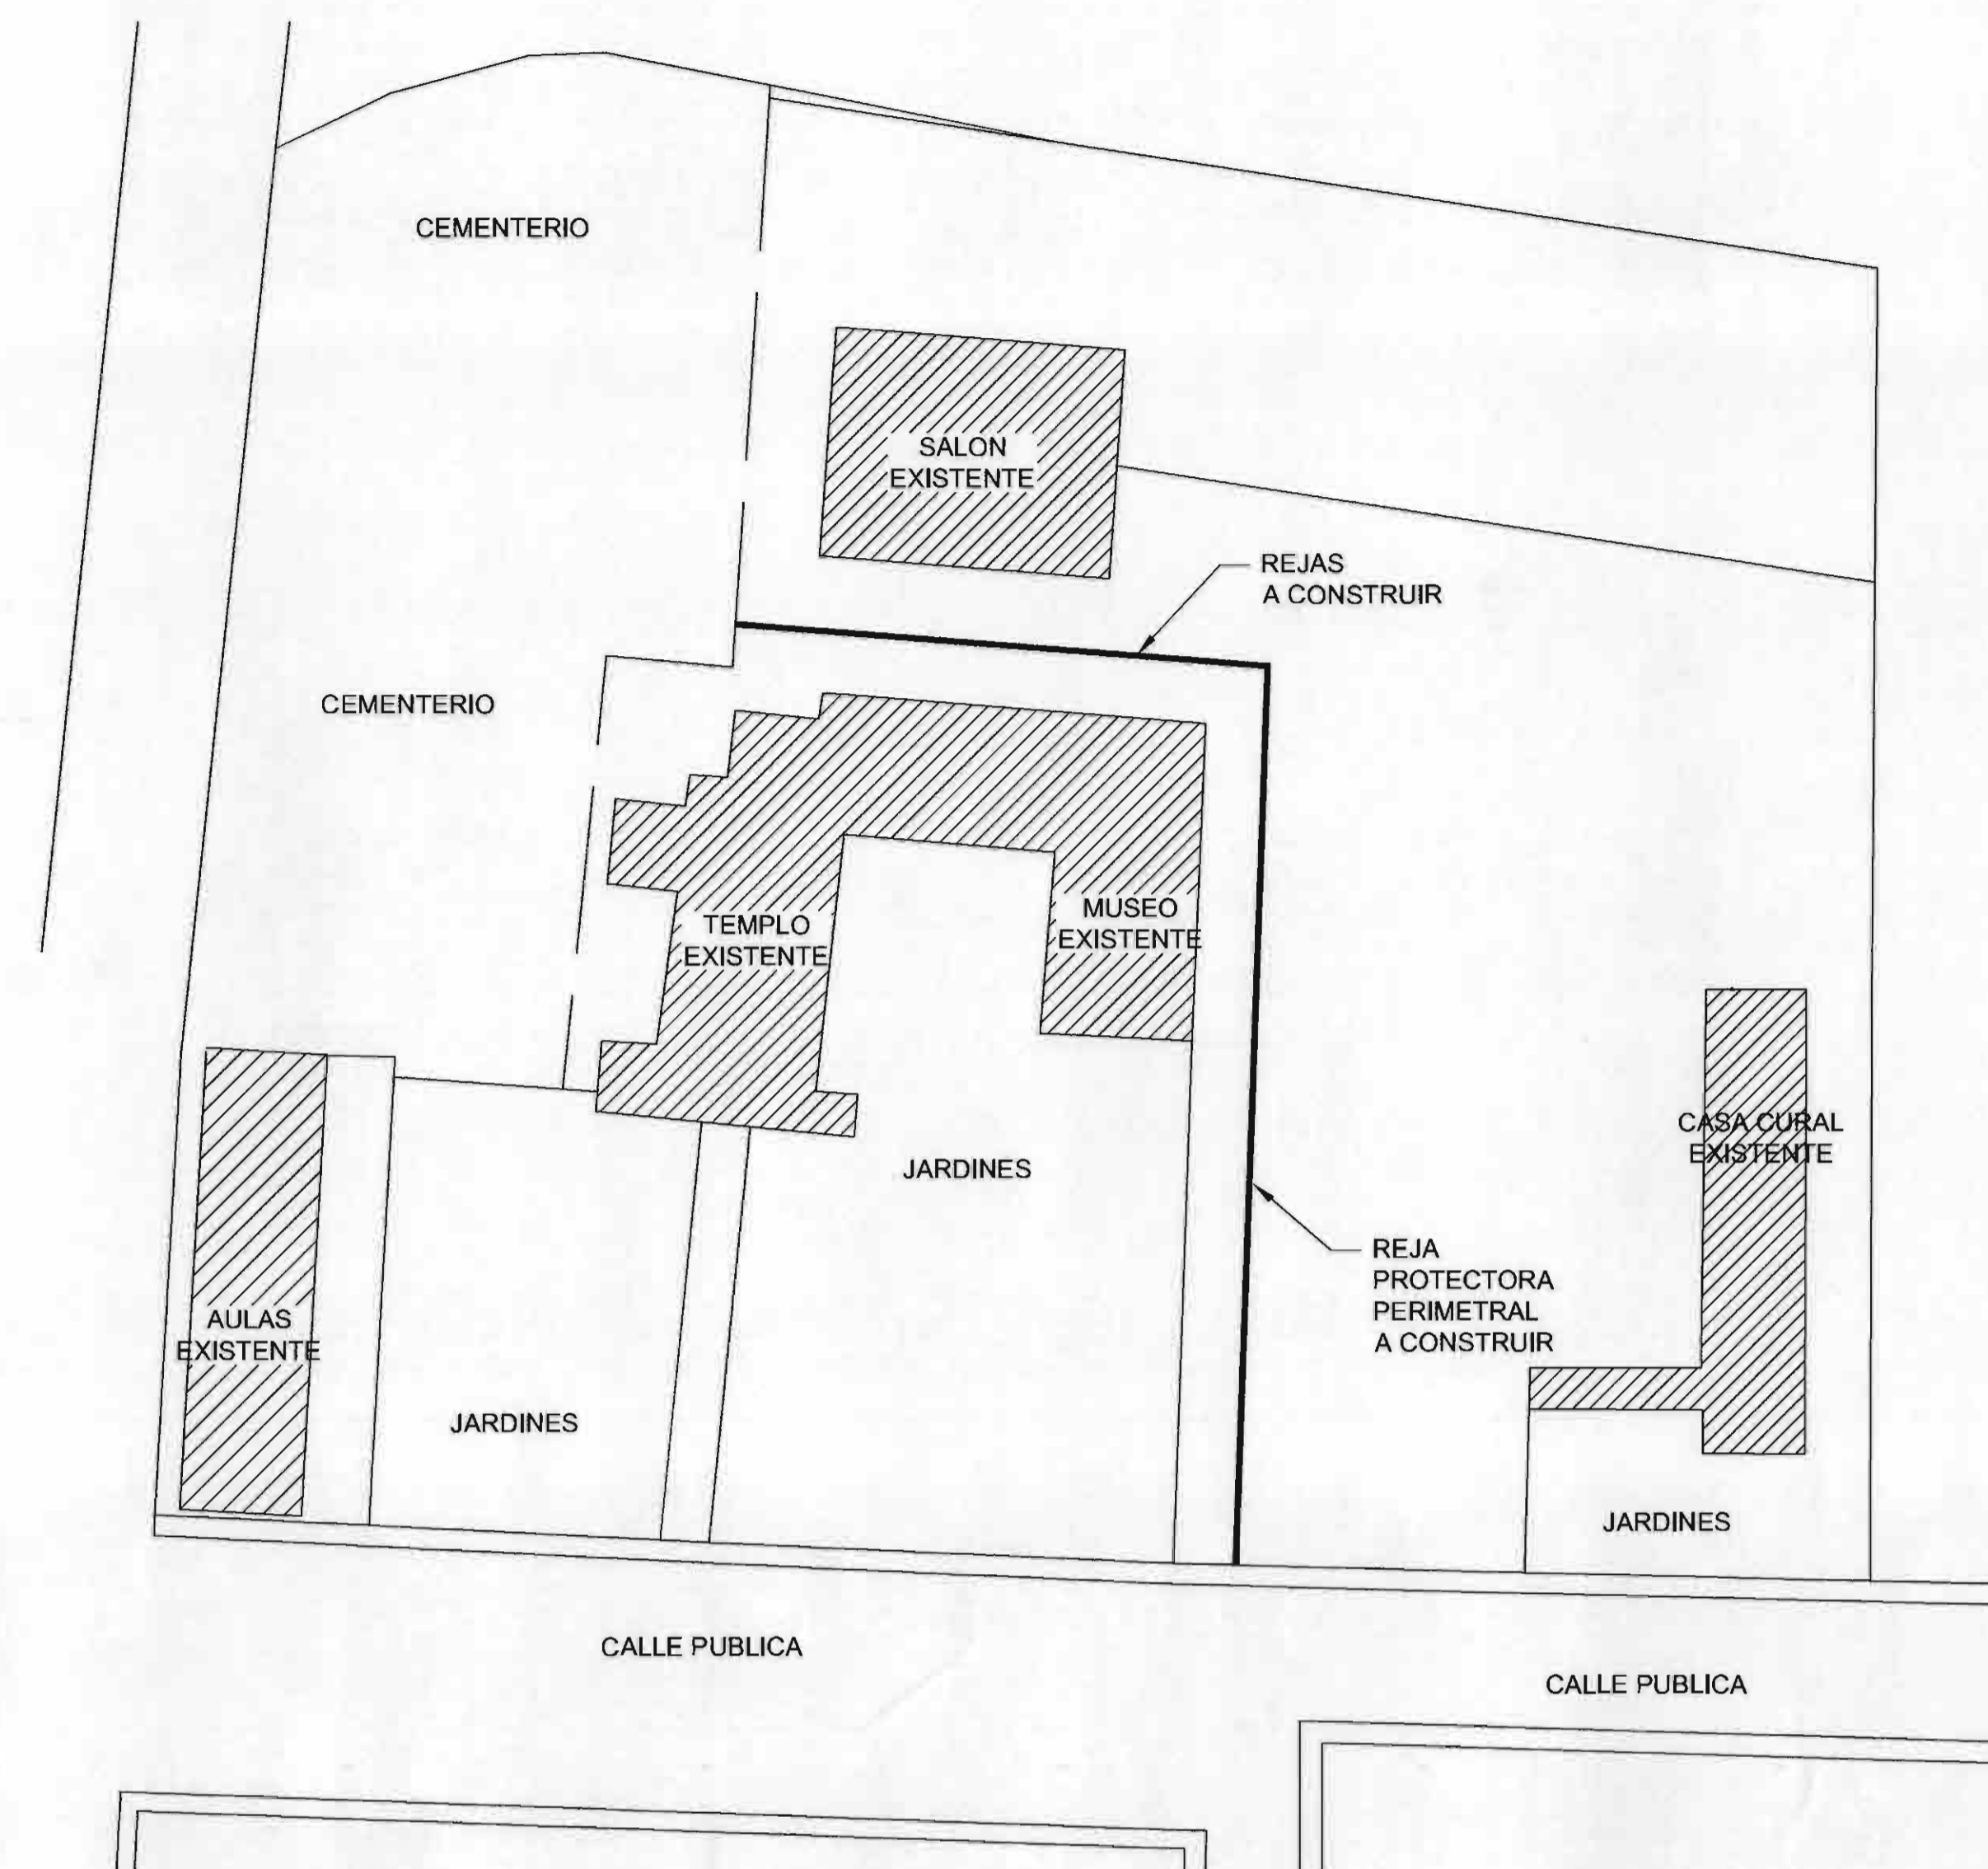 CEMENTERIO
SALON
EXISTENTE
REJAS
A CONSTRUIR
CEMENTERIO
TEMPLO
EXISTENTE
MUSEO
EXISTENTE
CASA CURAL
EXISTENTE
JARDINES
REJA
PROTECTORA
PERIMETRAL
A CONSTRUIR
AULAS
EXISTENTE
JARDINES
JARDINES
CALLE PUBLICA
CALLE PUBLICA